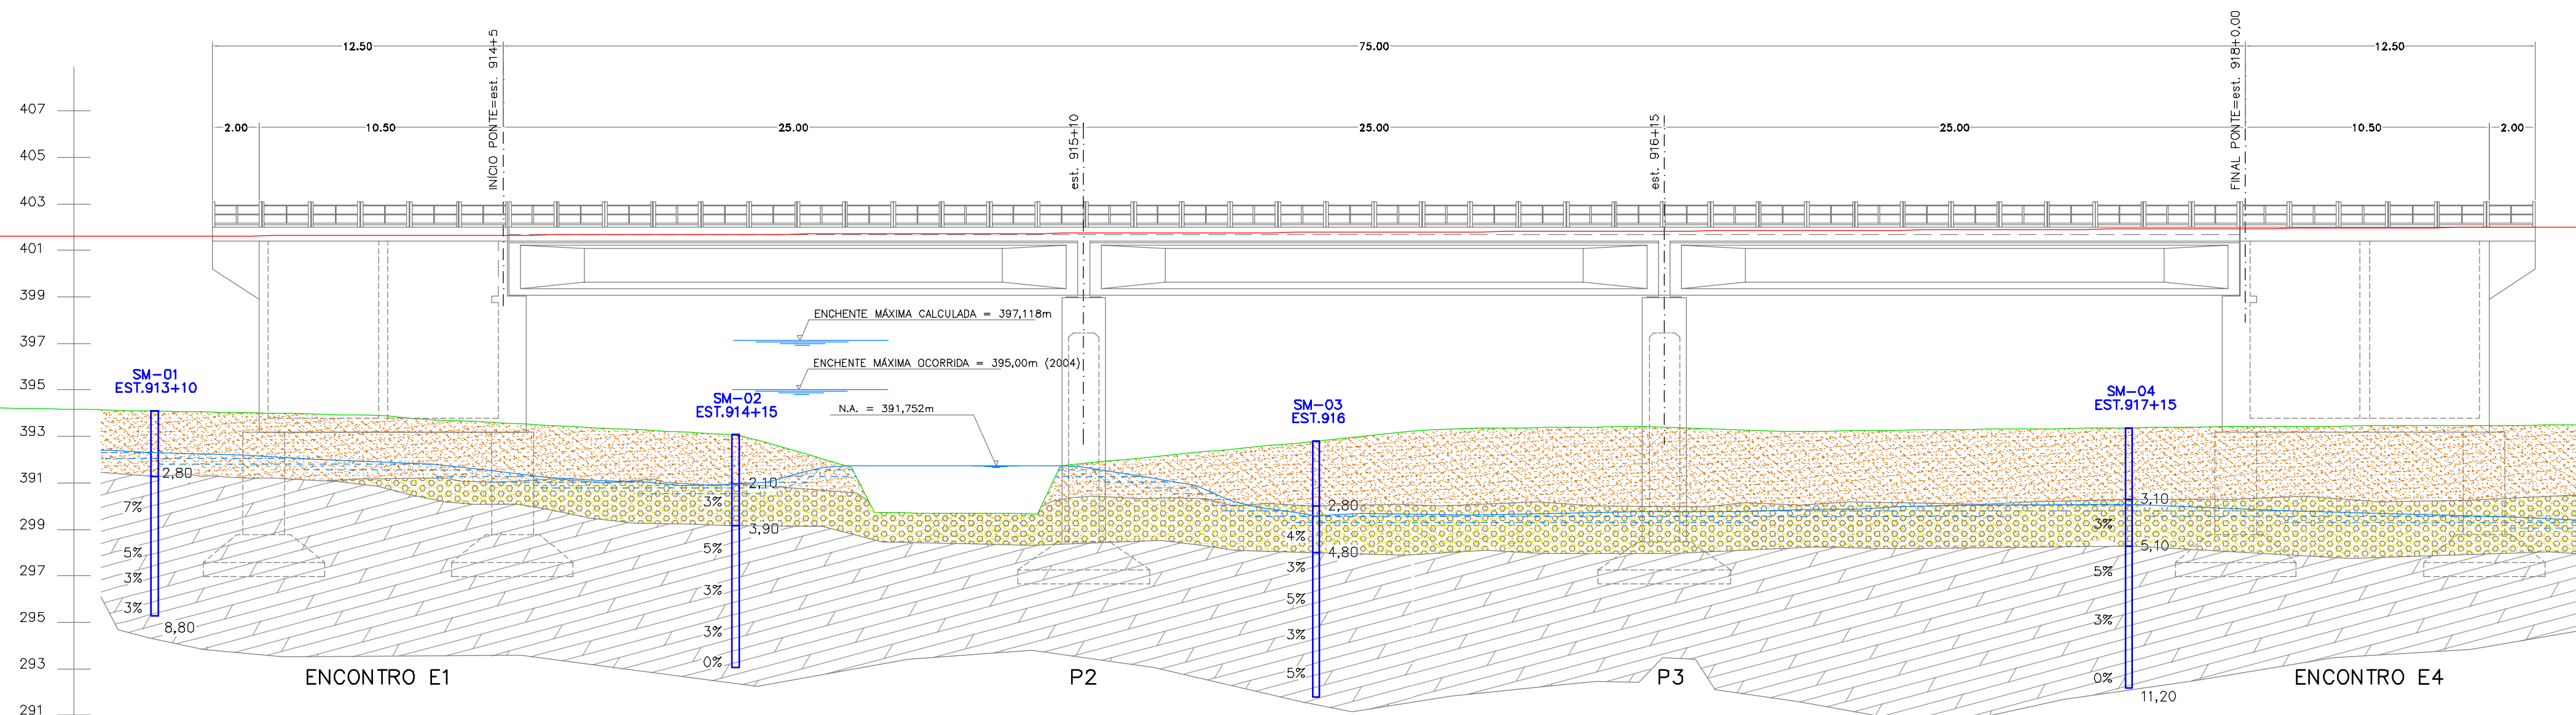 12.50
75.00
12.50
INÍCIO PONTE=est. 914+5
FINAL PONTE=est. 918+0,00
2.00
10.50
25.00
25.00
25.00
10.50
2.00
est. 915+10
est. 916+15
407
405
403
401
399
397
395
393
391
299
297
295
293
291
ENCHENTE MÁXIMA CALCULADA = 397,118m
ENCHENTE MÁXIMA OCORRIDA = 395,00m (2004)
N.A. = 391,752m
SM-01
EST.913+10
2,80
7%
5%
3%
3%
8,80
SM-02
EST.914+15
2,10
3%
3,90
5%
3%
3%
0%
SM-03
EST.916
2,80
4%
4,80
3%
5%
3%
5%
SM-04
EST.917+15
3,10
3%
5,10
5%
3%
0%
11,20
ENCONTRO E1
P2
P3
ENCONTRO E4